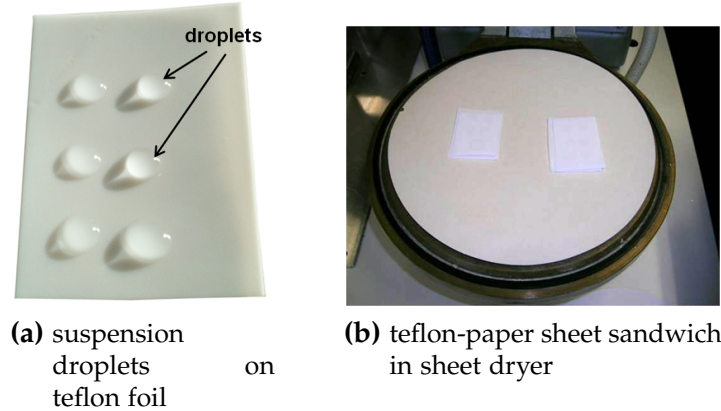 droplets
(a) suspension
droplets on
teflon foil
(b) teflon-paper sheet sandwich
in sheet dryer